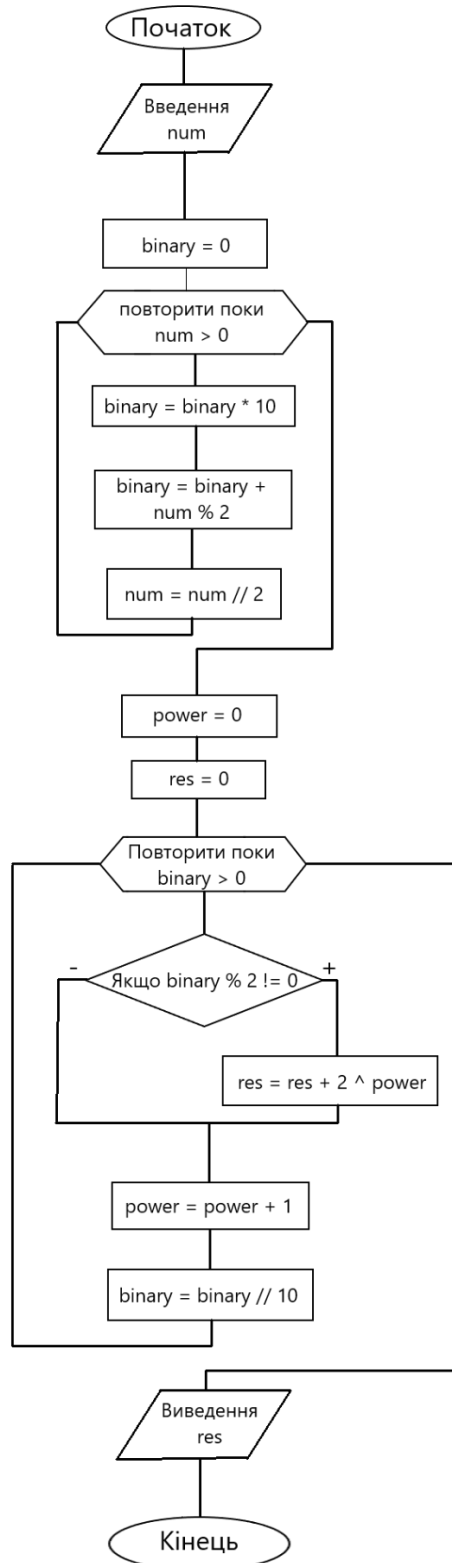 Початок
Введення
num
binary = 0
повторити поки
num > 0
binary = binary * 10
binary = binary +
num % 2
num = num // 2
power = 0
res = 0
Повторити поки
binary > 0
-
+
Якщо binary % 2 != 0
res = res + 2 ^ power
power = power + 1
binary = binary // 10
Виведення
res
Кінець